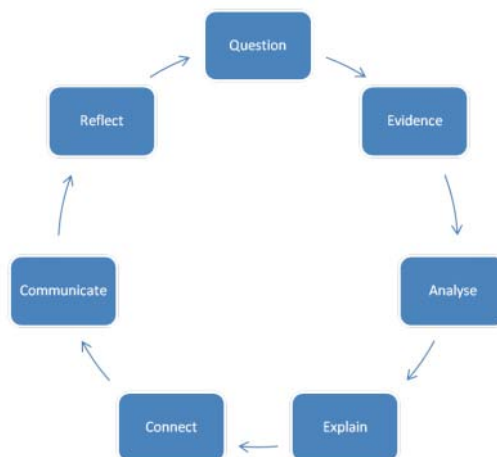 Question
Evidence
Analyse
Explain
Connect
Communicate
Reflect